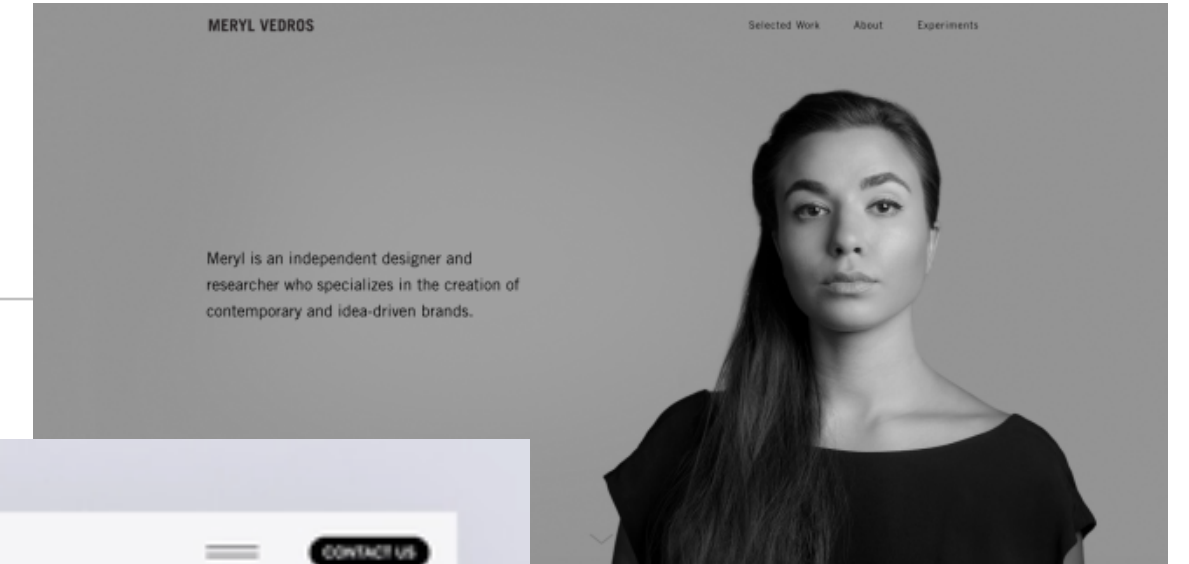 MERYL VEDROS
Selected Work About Experiments
Meryl is an independent designer and
researcher who specializes in the creation of
contemporary and idea-driven brands.
CONTACT US